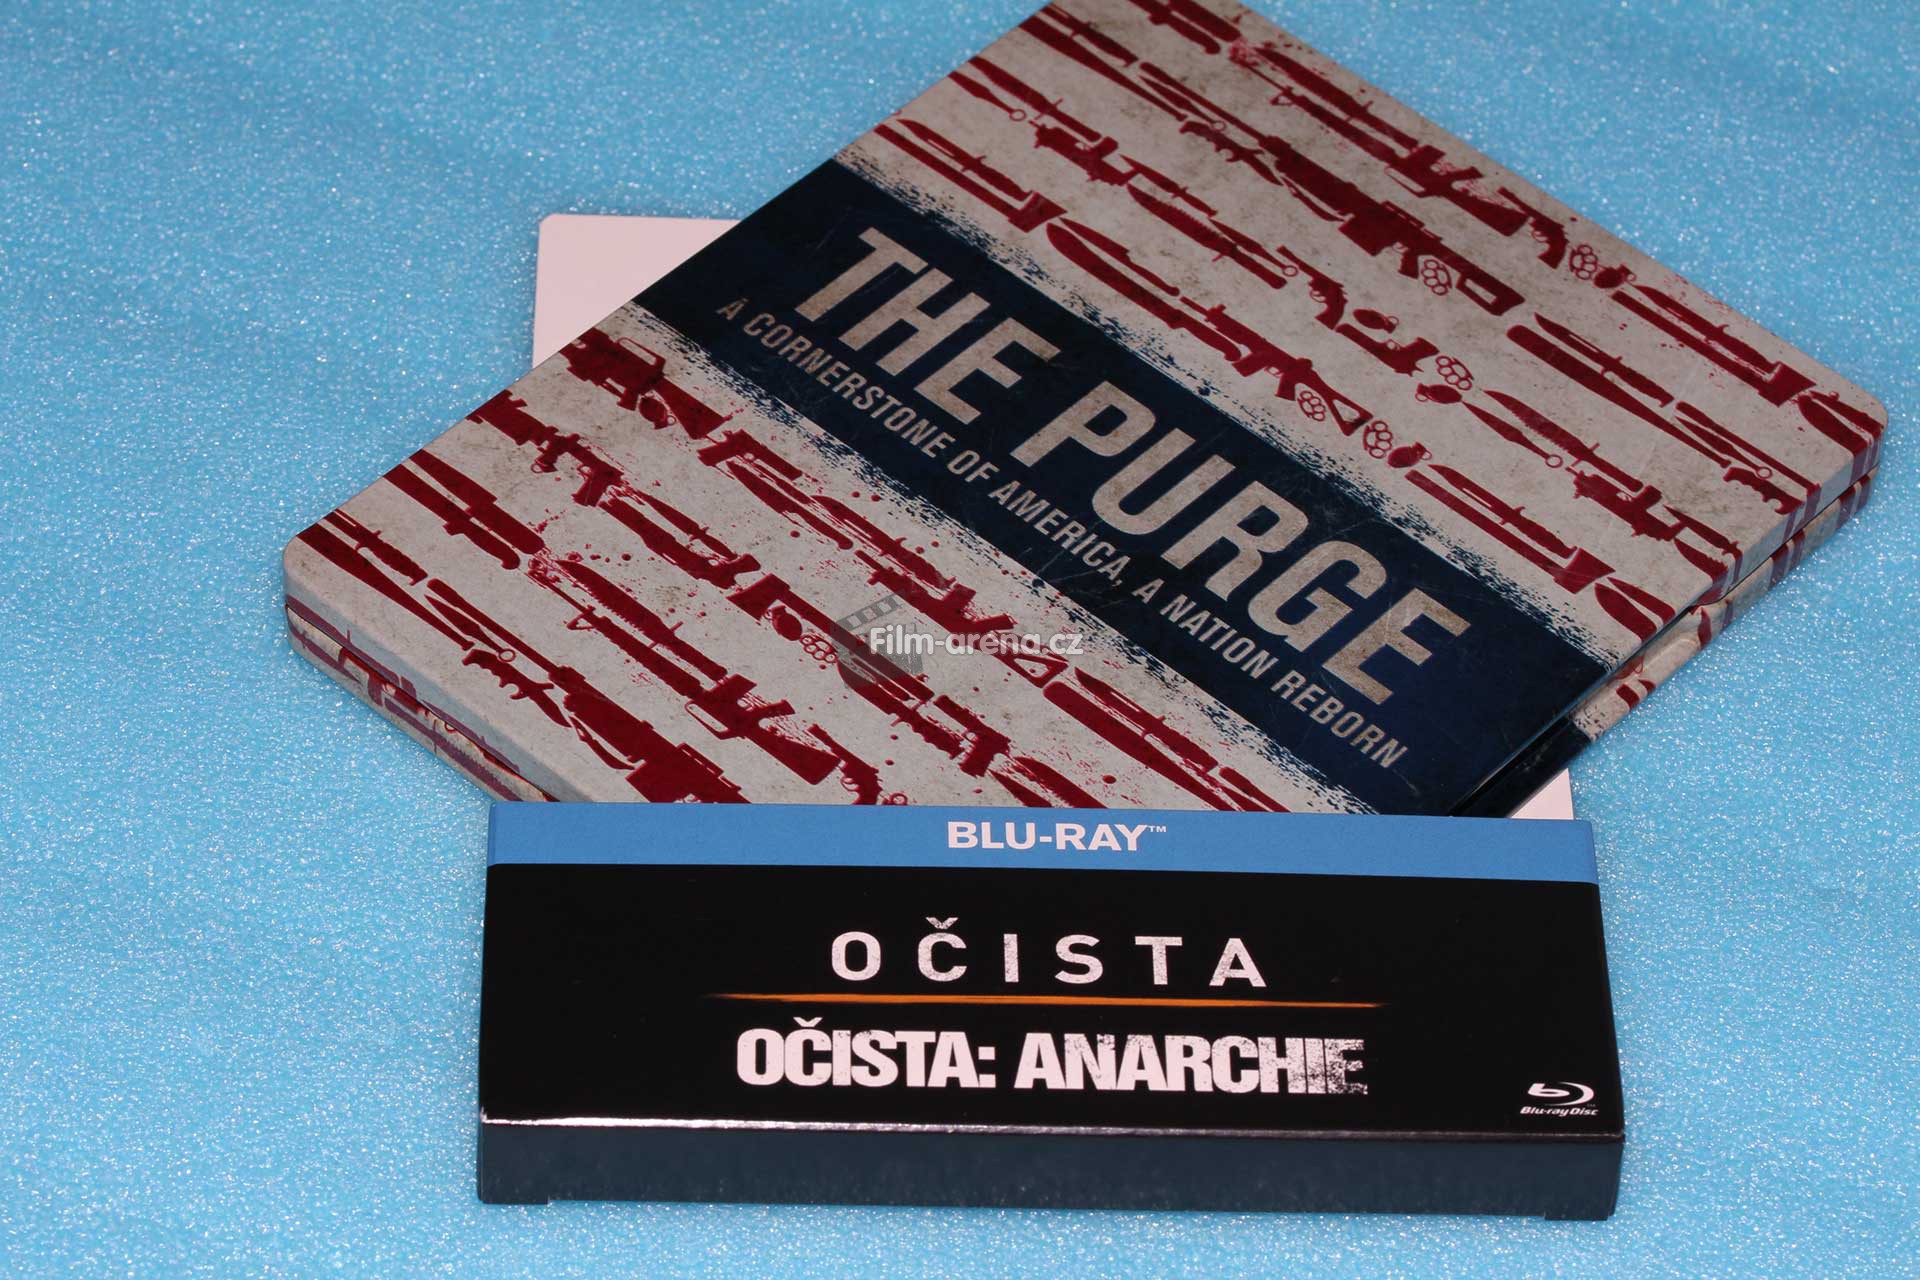 THE PURGE
A CORNERSTONE OF AMERICA, A NATION REBORN
Film-arena.cz
BLU-RAY™
OČISTA
OČISTA: ANARCHIE
Blu-ray Disc